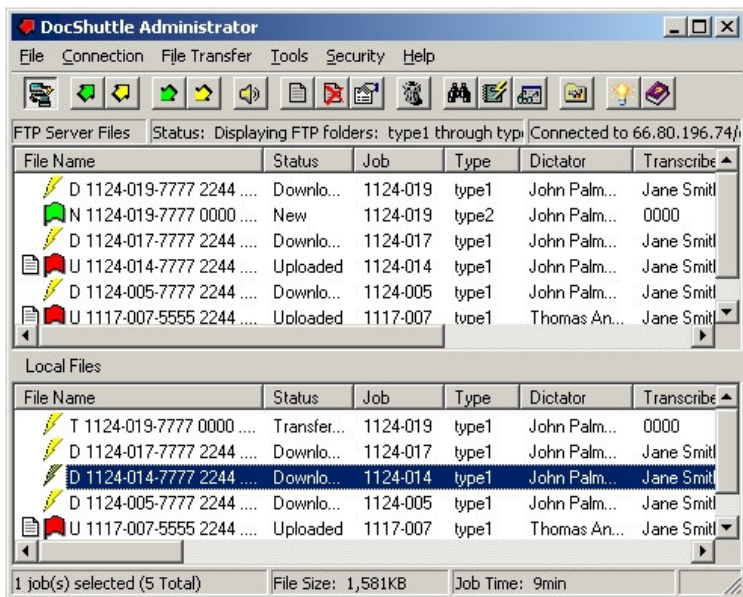 DocShuttle Administrator
File Connection File Transfer Tools Security Help
FTP Server Files Status: Displaying FTP folders: type1 through typ Connected to 66.80.196.74/
File Name Status Job Type Dictator Transcribe
D 1124-019-7777 2244 .... Downlo... 1124-019 type1 John Palm... Jane Smit
N 1124-019-7777 0000 .... New 1124-019 type2 John Palm... 0000
D 1124-017-7777 2244 .... Downlo... 1124-017 type1 John Palm... Jane Smit
U 1124-014-7777 2244 .... Uploaded 1124-014 type1 John Palm... Jane Smit
D 1124-005-7777 2244 .... Downlo... 1124-005 type1 John Palm... Jane Smit
U 1117-007-5555 2244 .... Uploaded 1117-007 type1 Thomas An... Jane Smit
Local Files
File Name Status Job Type Dictator Transcribe
T 1124-019-7777 0000 .... Transfer... 1124-019 type1 John Palm... 0000
D 1124-017-7777 2244 .... Downlo... 1124-017 type1 John Palm... Jane Smit
D 1124-014-7777 2244 .... Downlo... 1124-014 type1 John Palm... Jane Smit
D 1124-005-7777 2244 .... Downlo... 1124-005 type1 John Palm... Jane Smit
U 1117-007-5555 2244 .... Uploaded 1117-007 type1 Thomas An... Jane Smit
1 job(s) selected (5 Total) File Size: 1,581KB Job Time: 9min